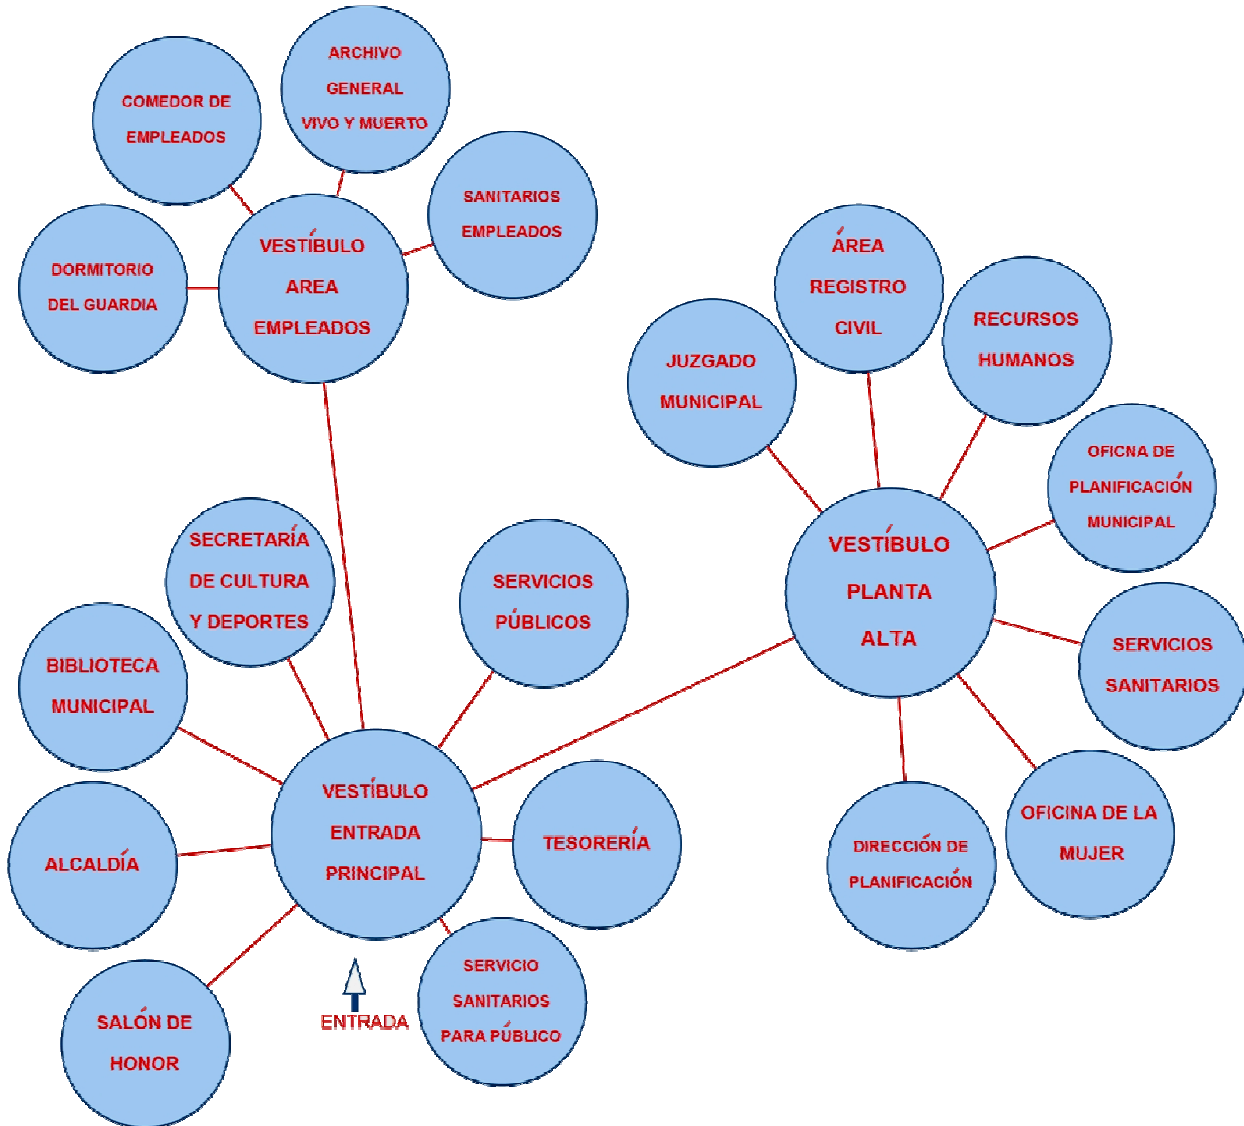 ARCHIVO
GENERAL
VIVO Y MUERTO
COMEDOR DE
EMPLEADOS
SANITARIOS
EMPLEADOS
VESTÍBULO
AREA
EMPLEADOS
DORMITORIO
DEL GUARDIA
ÁREA
REGISTRO
CIVIL
RECURSOS
HUMANOS
JUZGADO
MUNICIPAL
OFICNA DE
PLANIFICACIÓN
MUNICIPAL
VESTÍBULO
PLANTA
ALTA
SERVICIOS
SANITARIOS
OFICINA DE LA
MUJER
DIRECCIÓN DE
PLANIFICACIÓN
SECRETARÍA
DE CULTURA
Y DEPORTES
SERVICIOS
PÚBLICOS
BIBLIOTECA
MUNICIPAL
VESTÍBULO
ENTRADA
PRINCIPAL
TESORERÍA
ALCALDÍA
SERVICIO
SANITARIOS
PARA PÚBLICO
ENTRADA
SALÓN DE
HONOR